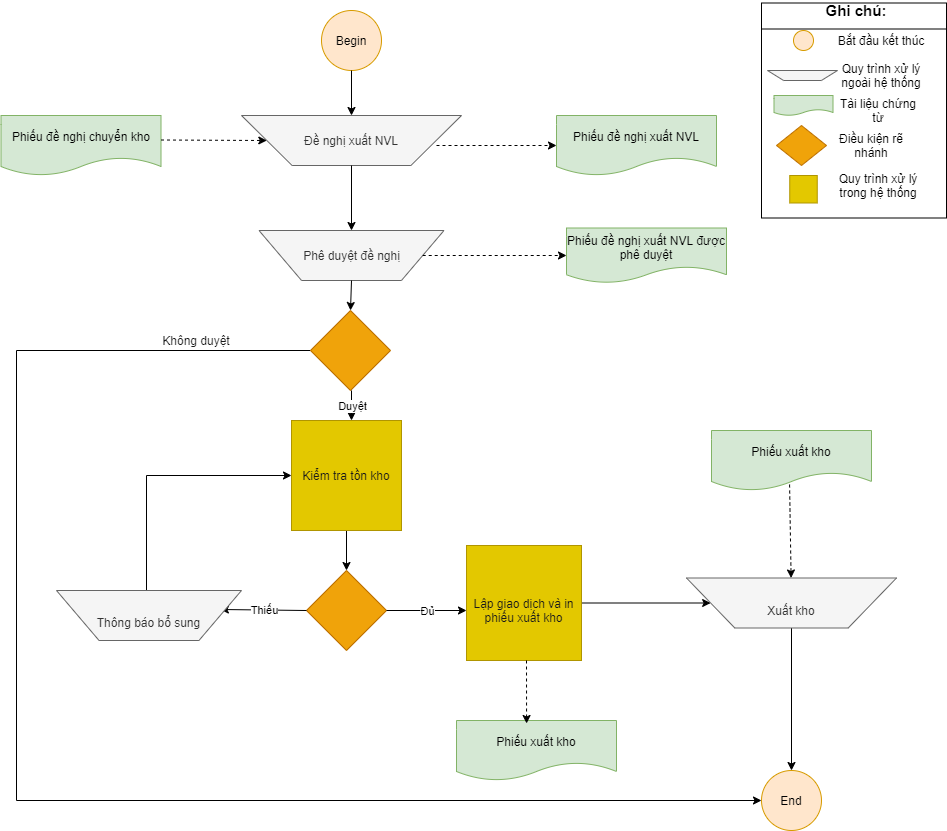 Ghi chú:
Bắt đầu kết thúc
Quy trình xử lý
ngoài hệ thống
Tài liệu chứng
từ
Điều kiện rẽ
nhánh
Quy trình xử lý
trong hệ thống
Begin
Phiếu đề nghị chuyển kho
Đề nghị xuất NVL
Phiếu đề nghị xuất NVL
Phê duyệt đề nghị
Phiếu đề nghị xuất NVL được
phê duyệt
Không duyệt
Duyệt
Kiểm tra tồn kho
Phiếu xuất kho
Thông báo bổ sung
Thiếu
Đủ
Lập giao dịch và in
phiếu xuất kho
Xuất kho
Phiếu xuất kho
End